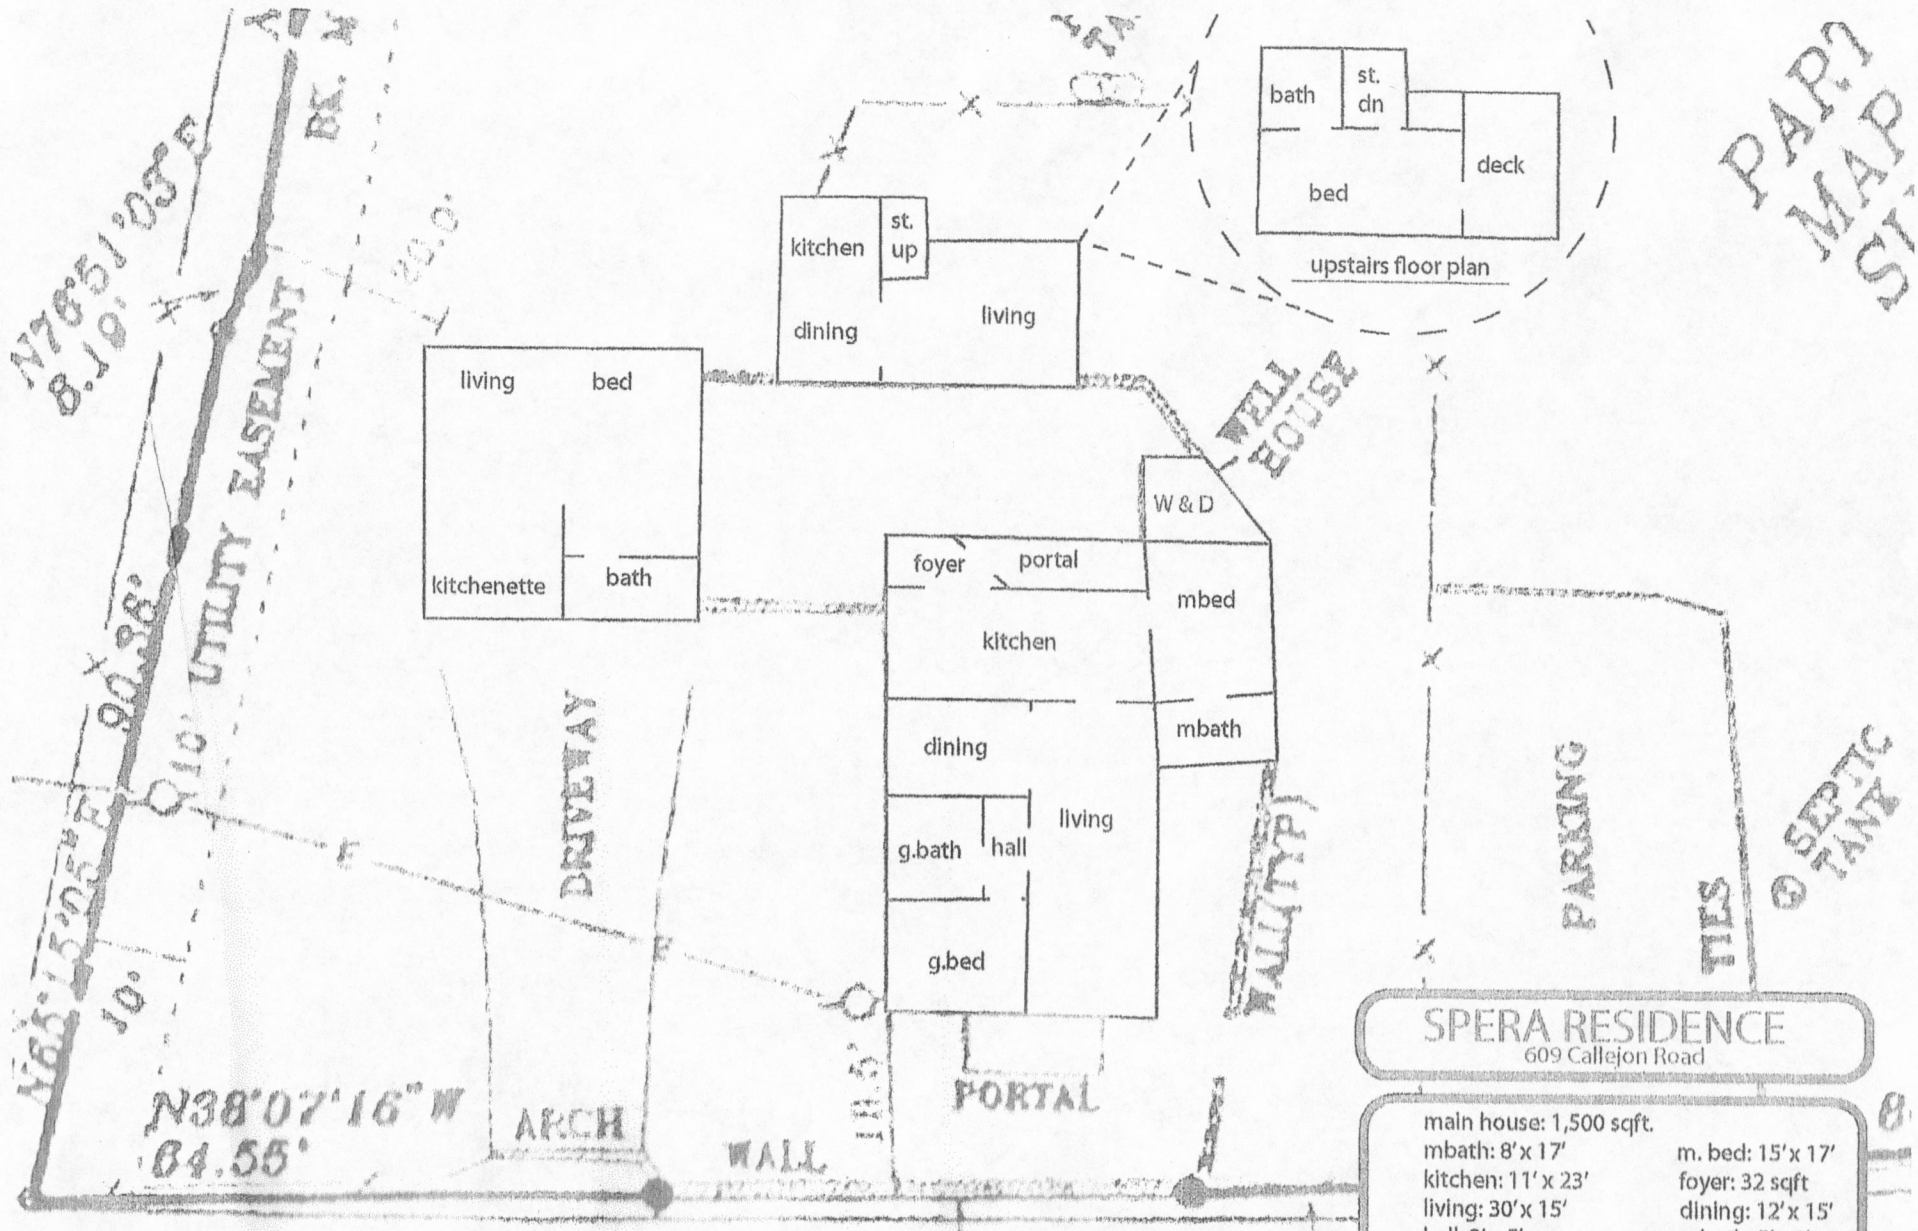 BK.
N76°51'03" E
8.19'
20.0'
UTILITY EASEMENT
90.36'
10'
N65°15'05" E
10'
N38°07'16" W
64.55'
bath
st.
dn
deck
bed
upstairs floor plan
kitchen
st.
up
dining
living
living
bed
kitchenette
bath
WELL
HOUSE
W & D
foyer
portal
mbed
kitchen
mbath
dining
living
g.bath
hall
g.bed
DRIVEWAY
E
E
ARCH
WALL
PORTAL
WALL(TYP)
PARKING
TIES
SEPTIC
TANK
SPERA RESIDENCE
609 Callejon Road
main house: 1,500 sqft.
mbath: 8' x 17'
m. bed: 15' x 17'
kitchen: 11' x 23'
foyer: 32 sqft
living: 30' x 15'
dining: 12' x 15'